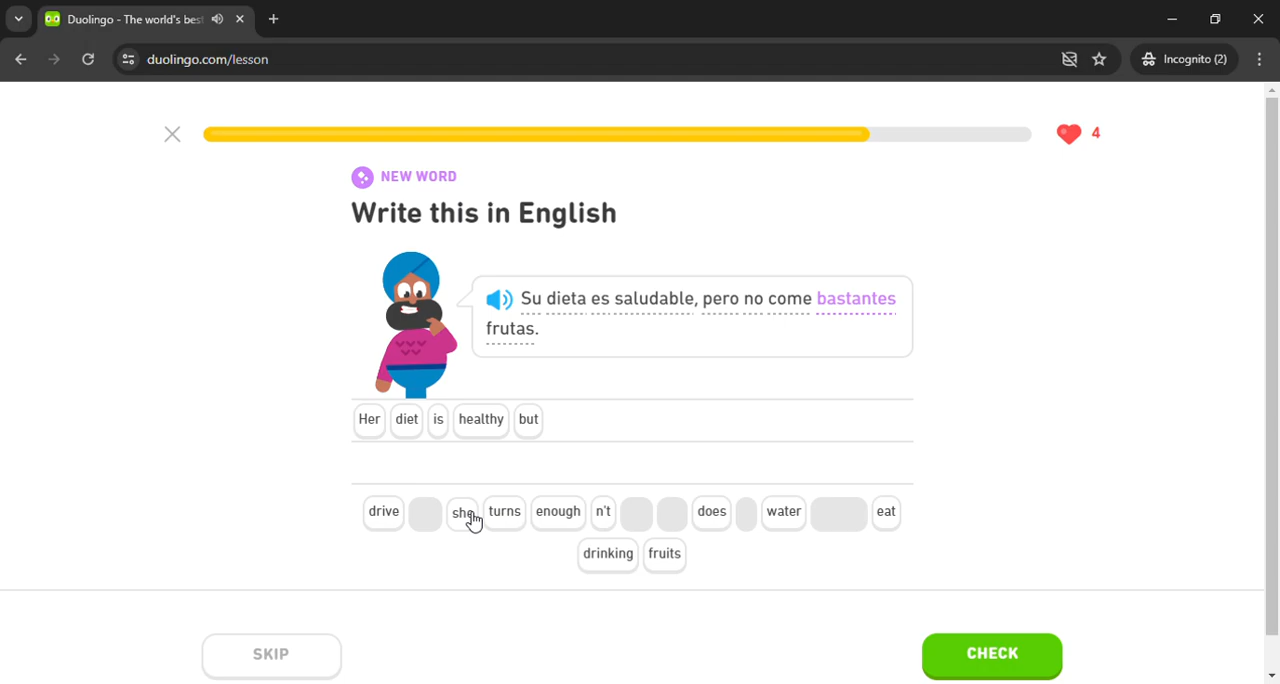 Duolingo - The world's bes
duolingo.com/lesson
Incognito (2)
4
NEW WORD
Write this in English
Su dieta es saludable, pero no come bastantes
frutas.
Her diet is healthy but
drive she turns enough n't does water eat
drinking fruits
SKIP CHECK